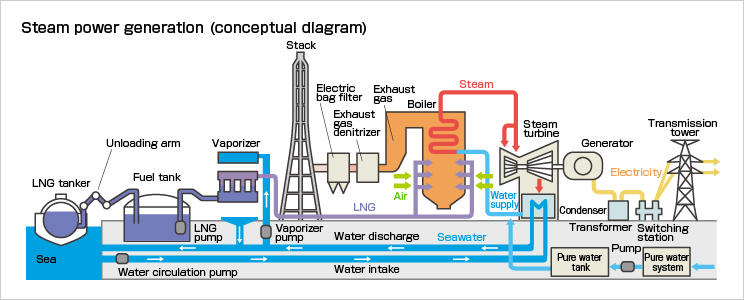 Steam power generation (conceptual diagram)
Stack
Electric
bag filter
Exhaust
gas
denitrizer
Exhaust
gas
Boiler
Steam
Steam
turbine
Generator
Transmission
tower
Unloading arm
Vaporizer
LNG tanker
Fuel tank
Electricity
LNG
Air
Water
supply
Condenser
Transformer
Switching
station
LNG
pump
Vaporizer
pump
Water discharge
Seawater
Sea
Water circulation pump
Water intake
Pure water
tank
Pump
Pure water
system